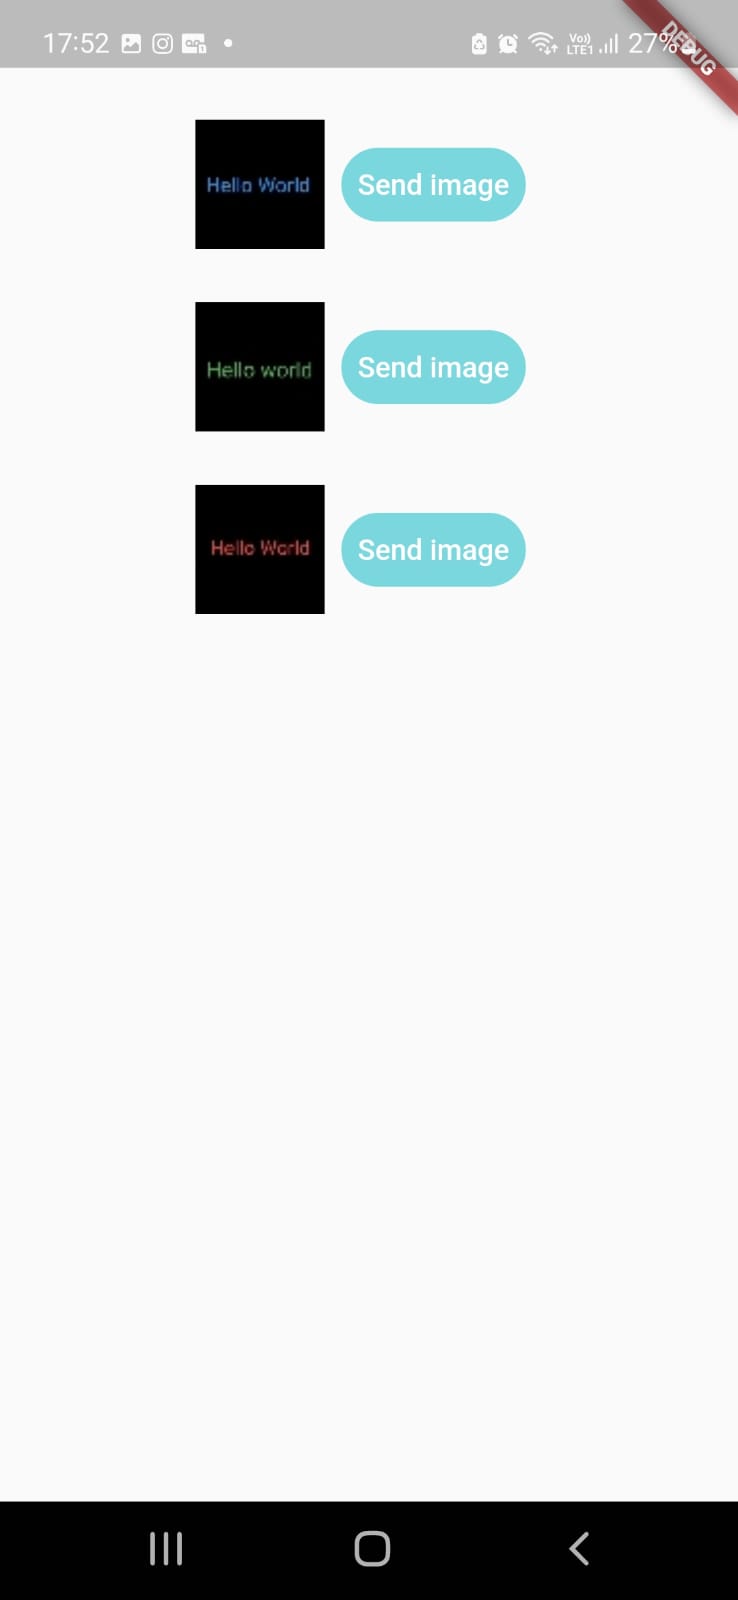 17:52
Vo))
LTE1
27%
DEBUG
Hello World
Send image
Hello world
Send image
Hello World
Send image